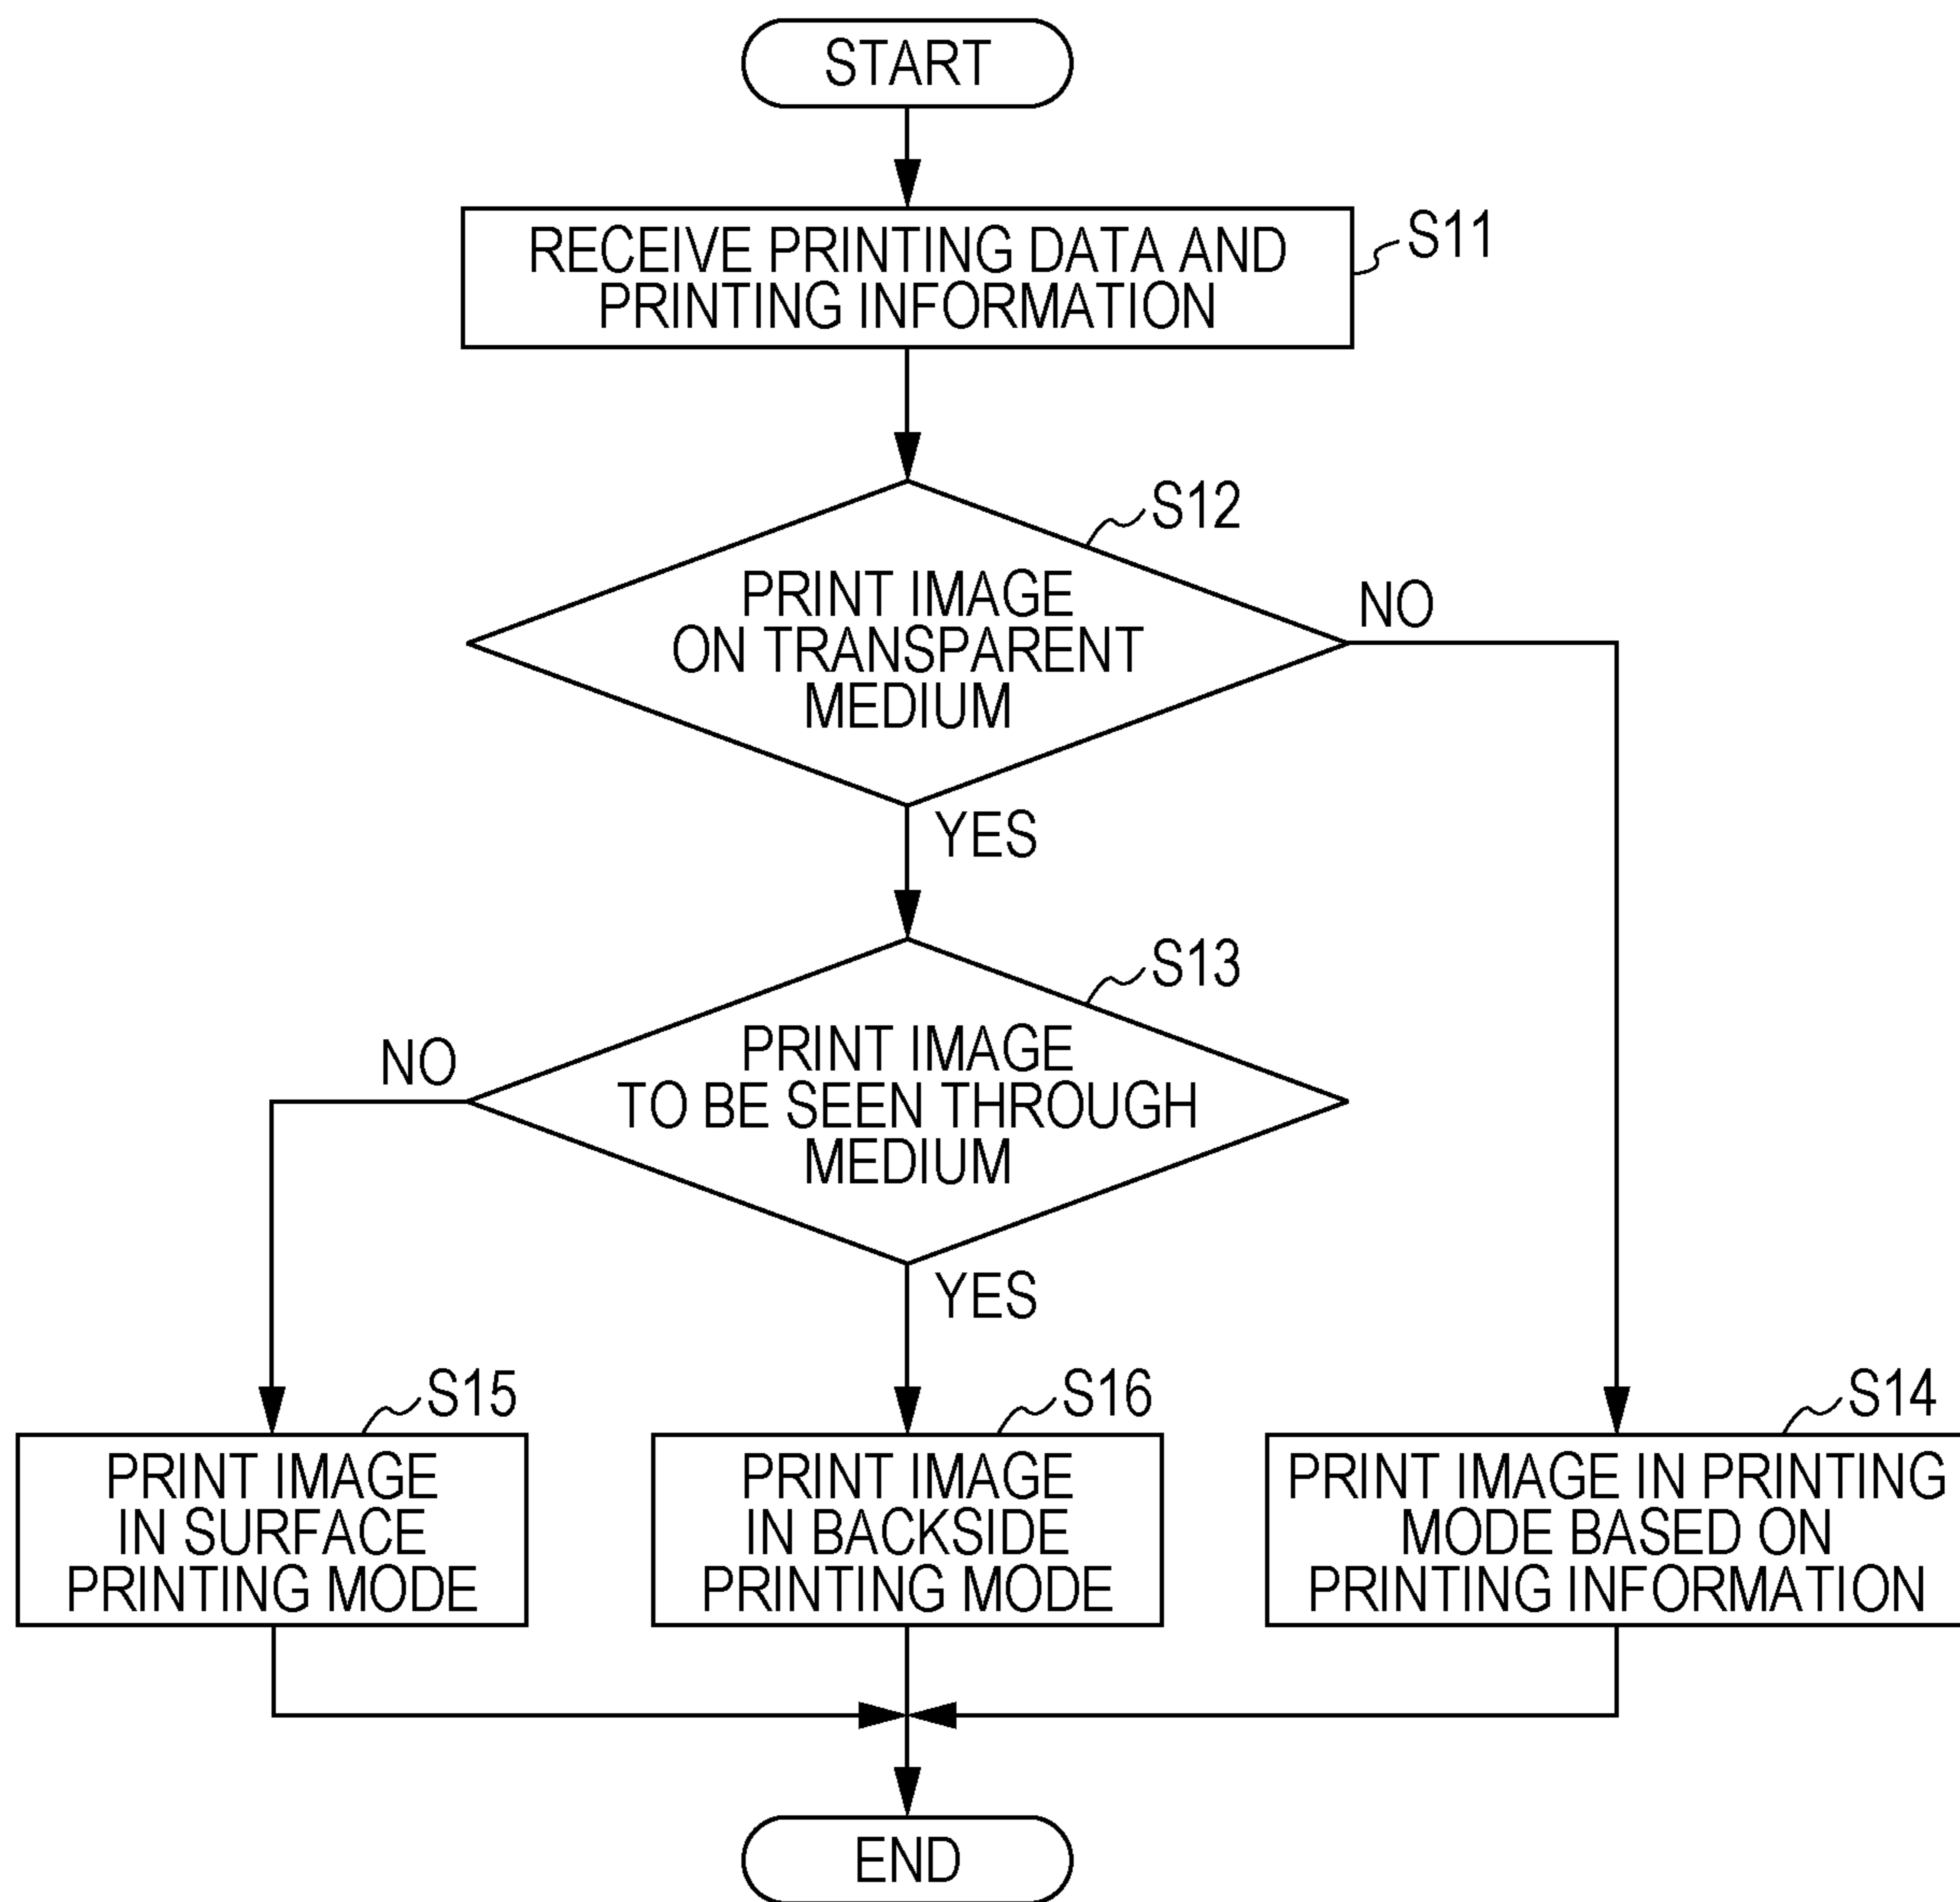 START
RECEIVE PRINTING DATA AND
PRINTING INFORMATION
S11
S12
PRINT IMAGE
ON TRANSPARENT
MEDIUM
NO
YES
S13
PRINT IMAGE
TO BE SEEN THROUGH
MEDIUM
NO
YES
S15
PRINT IMAGE
IN SURFACE
PRINTING MODE
S16
PRINT IMAGE
IN BACKSIDE
PRINTING MODE
S14
PRINT IMAGE IN PRINTING
MODE BASED ON
PRINTING INFORMATION
END